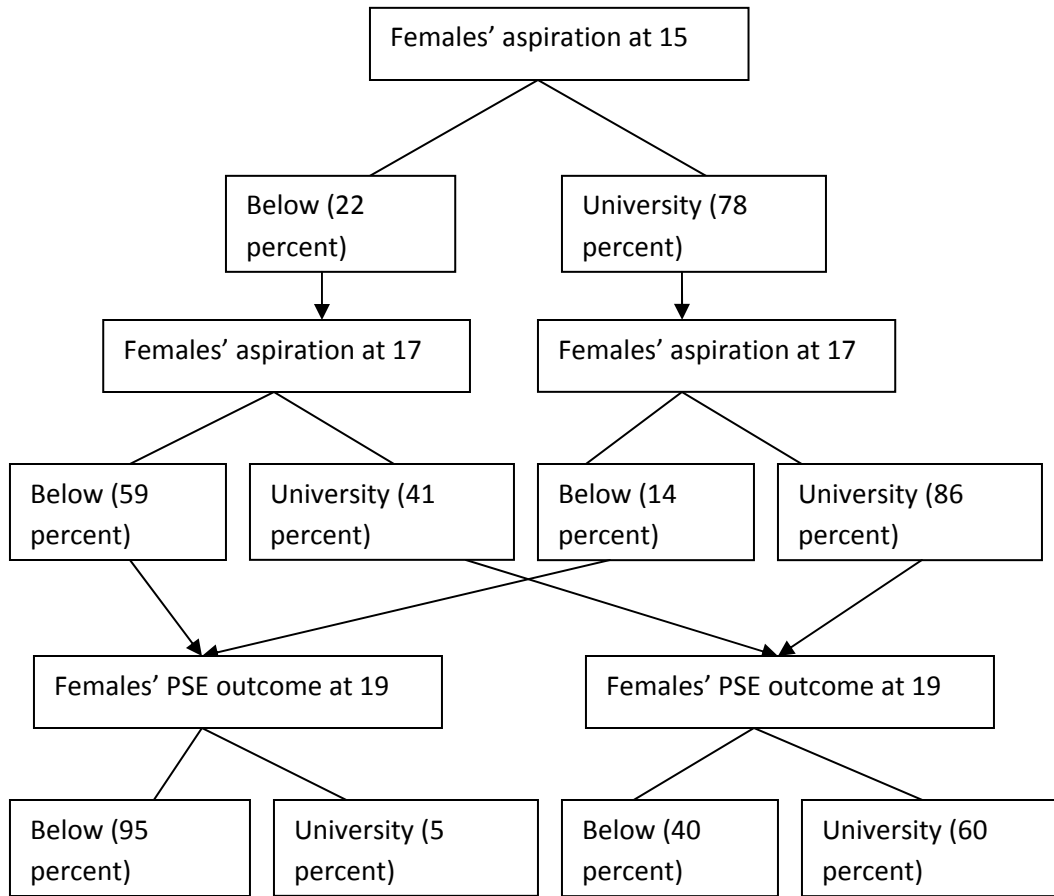 Females’ aspiration at 15
Below (22
percent)
University (78
percent)
Females’ aspiration at 17
Females’ aspiration at 17
Below (59
percent)
University (41
percent)
Below (14
percent)
University (86
percent)
Females’ PSE outcome at 19
Females’ PSE outcome at 19
Below (95
percent)
University (5
percent)
Below (40
percent)
University (60
percent)